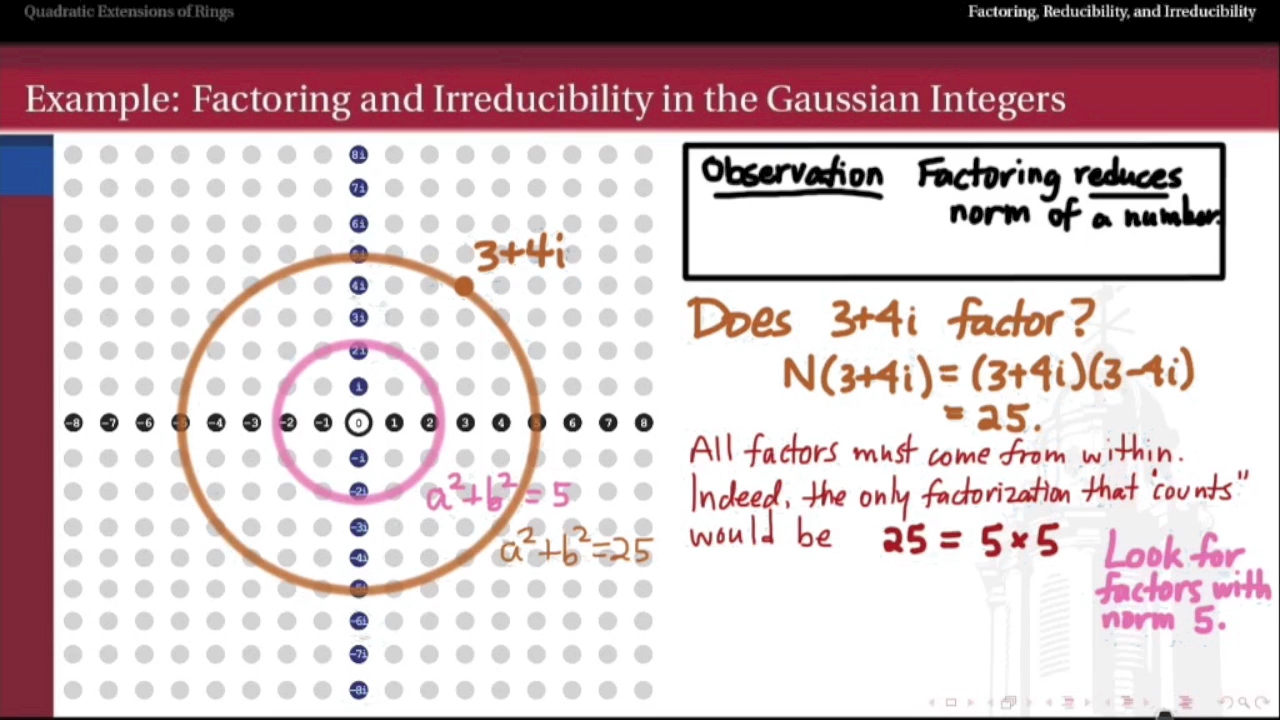 Quadratic Extensions of Rings
Factoring, Reducibility, and Irreducibility
Example: Factoring and Irreducibility in the Gaussian Integers
Observation Factoring reduces
norm of a number.
8i
7i
6i
5i
4i
3i
2i
i
-8 -7 -6 -5 -4 -3 -2 -1 0 1 2 3 4 5 6 7 8
-i
-2i
-3i
-4i
-5i
-6i
-7i
-8i
3+4i
a²+b²=5
a²+b²=25
Does 3+4i factor?
N(3+4i)=(3+4i)(3-4i)
= 25.
All factors must come from within.
Indeed, the only factorization that "counts"
would be 25 = 5×5
Look for
factors with
norm 5.